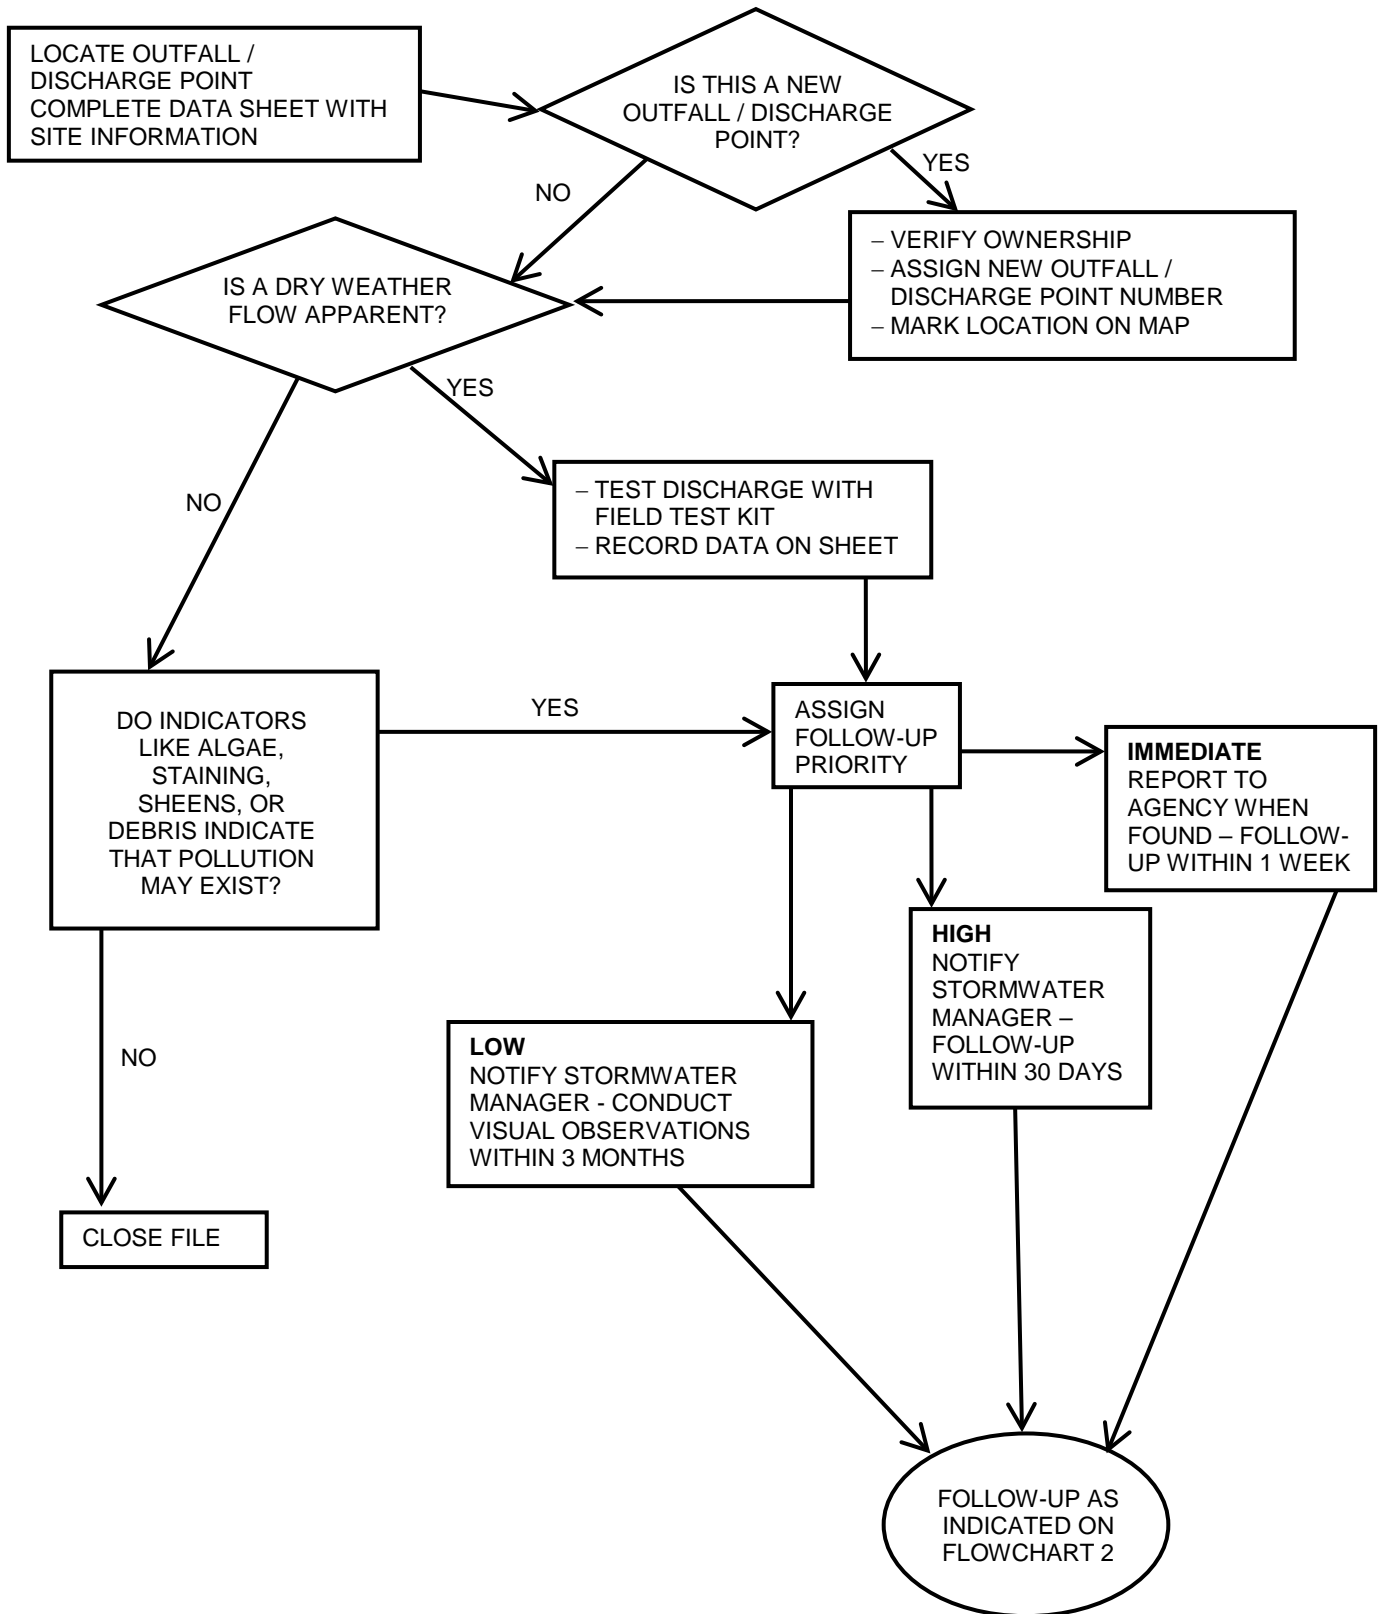 LOCATE OUTFALL /
DISCHARGE POINT
COMPLETE DATA SHEET WITH
SITE INFORMATION
IS THIS A NEW
OUTFALL / DISCHARGE
POINT?
YES
NO
– VERIFY OWNERSHIP
– ASSIGN NEW OUTFALL /
DISCHARGE POINT NUMBER
– MARK LOCATION ON MAP
IS A DRY WEATHER
FLOW APPARENT?
YES
NO
– TEST DISCHARGE WITH
FIELD TEST KIT
– RECORD DATA ON SHEET
DO INDICATORS
LIKE ALGAE,
STAINING,
SHEENS, OR
DEBRIS INDICATE
THAT POLLUTION
MAY EXIST?
YES
ASSIGN
FOLLOW-UP
PRIORITY
IMMEDIATE
REPORT TO
AGENCY WHEN
FOUND – FOLLOW-
UP WITHIN 1 WEEK
HIGH
NOTIFY
STORMWATER
MANAGER –
FOLLOW-UP
WITHIN 30 DAYS
LOW
NOTIFY STORMWATER
MANAGER - CONDUCT
VISUAL OBSERVATIONS
WITHIN 3 MONTHS
NO
CLOSE FILE
FOLLOW-UP AS
INDICATED ON
FLOWCHART 2